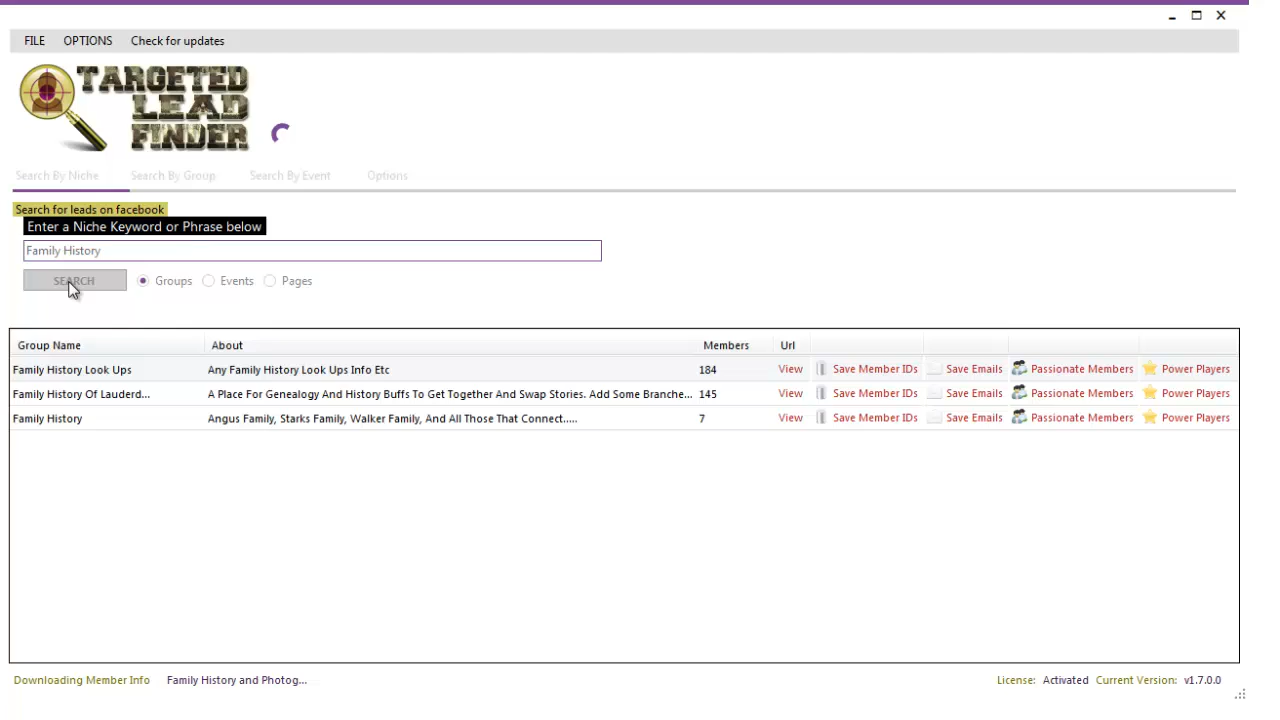 FILE OPTIONS Check for updates
TARGETED
LEAD
FINDER
Search By Niche Search By Group Search By Event Options
Search for leads on facebook
Enter a Niche Keyword or Phrase below
Family History
SEARCH Groups Events Pages
Group Name About Members Url
Family History Look Ups Any Family History Look Ups Info Etc 184 View Save Member IDs Save Emails Passionate Members Power Players
Family History Of Lauderd... A Place For Genealogy And History Buffs To Get Together And Swap Stories. Add Some Branche... 145 View Save Member IDs Save Emails Passionate Members Power Players
Family History Angus Family, Starks Family, Walker Family, And All Those That Connect..... 7 View Save Member IDs Save Emails Passionate Members Power Players
Downloading Member Info Family History and Photog... License: Activated Current Version: v1.7.0.0